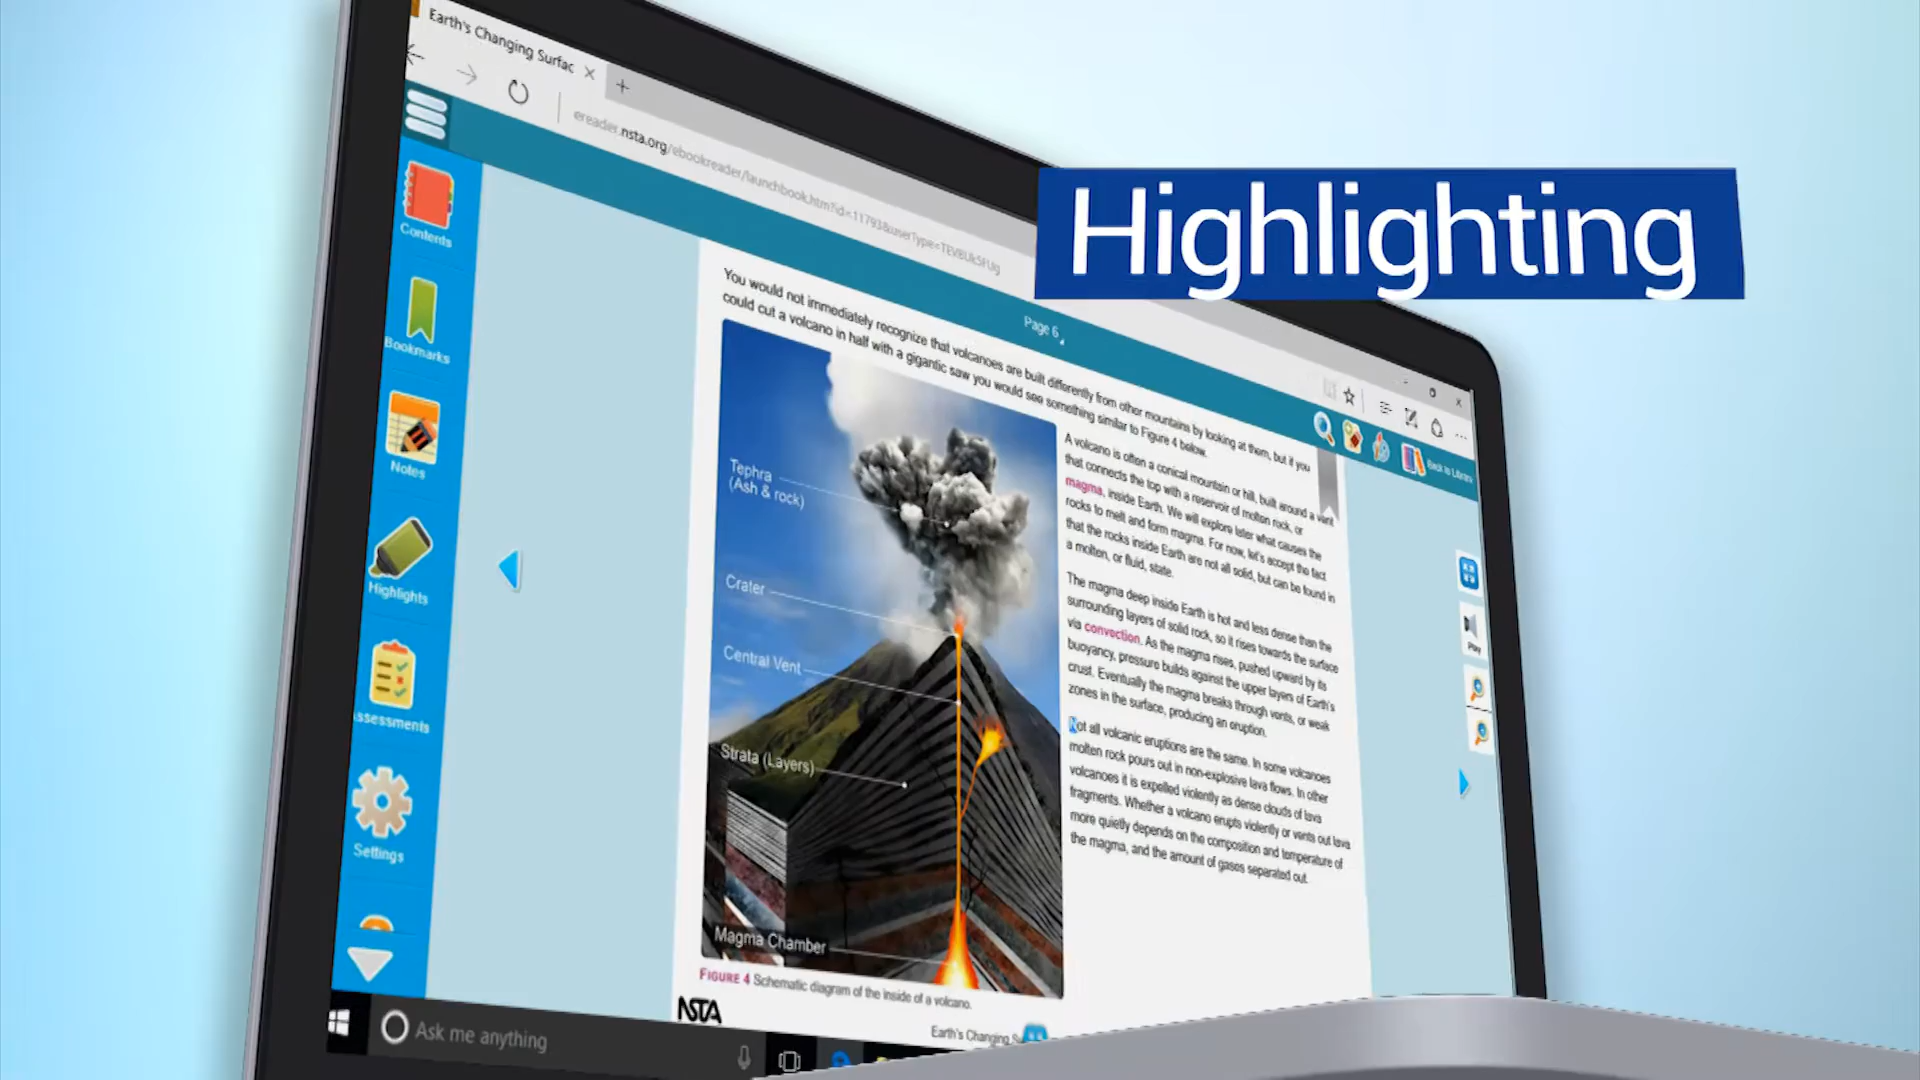 Earth's Changing Surfac
ereader.nsta.org/ebookreader/launchbook.htm?id=11793&userType=
Highlighting
Page 6
Back to Library
Contents
Bookmarks
Notes
Highlights
ssessments
Settings
Play
You would not immediately recognize that volcanoes are built differently from other mountains by looking at them, but if you
could cut a volcano in half with a gigantic saw you would see something similar to Figure 4 below.
Tephra
(Ash & rock)
Crater
Central Vent
Strata (Layers)
Magma Chamber
FIGURE 4 Schematic diagram of the inside of a volcano.
A volcano is often a conical mountain or hill, built around a vent
that connects the top with a reservoir of molten rock, or
magma, inside Earth. We will explore later what causes the
rocks to melt and form magma. For now, let's accept the fact
that the rocks inside Earth are not all solid, but can be found in
a molten, or fluid, state.
The magma deep inside Earth is hot and less dense than the
surrounding layers of solid rock, so it rises towards the surface
via convection. As the magma rises, pushed upward by its
buoyancy, pressure builds against the upper layers of Earth's
crust. Eventually the magma breaks through vents, or weak
zones in the surface, producing an eruption.
Not all volcanic eruptions are the same. In some volcanoes
molten rock pours out in non-explosive lava flows. In other
volcanoes it is expelled violently as dense clouds of lava
fragments. Whether a volcano erupts violently or vents out lava
more quietly depends on the composition and temperature of
the magma, and the amount of gases separated out.
NSTA
Earth's Changing S
Ask me anything